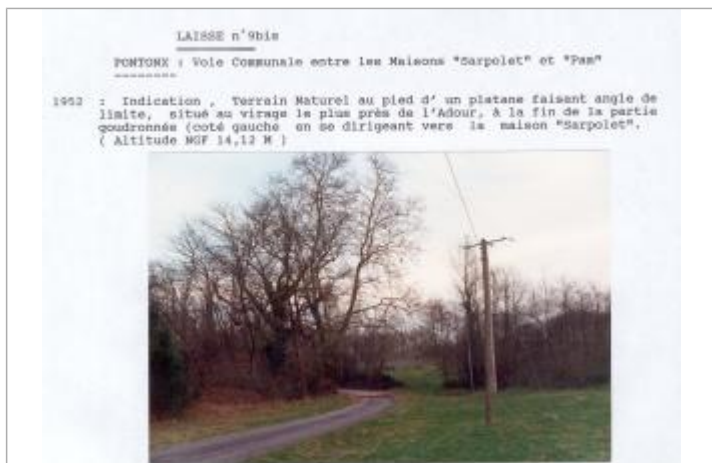 LAISSE n°9bis
PONTONX : Voie Communale entre les Maisons "Sarpolet" et "Pam"
1952 : Indication , Terrain Naturel au pied d' un platane faisant angle de
limite, situé au virage le plus près de l'Adour, à la fin de la partie
goudronnée (coté gauche en se dirigeant vers la maison "Sarpolet".
( Altitude NGF 14,12 M )